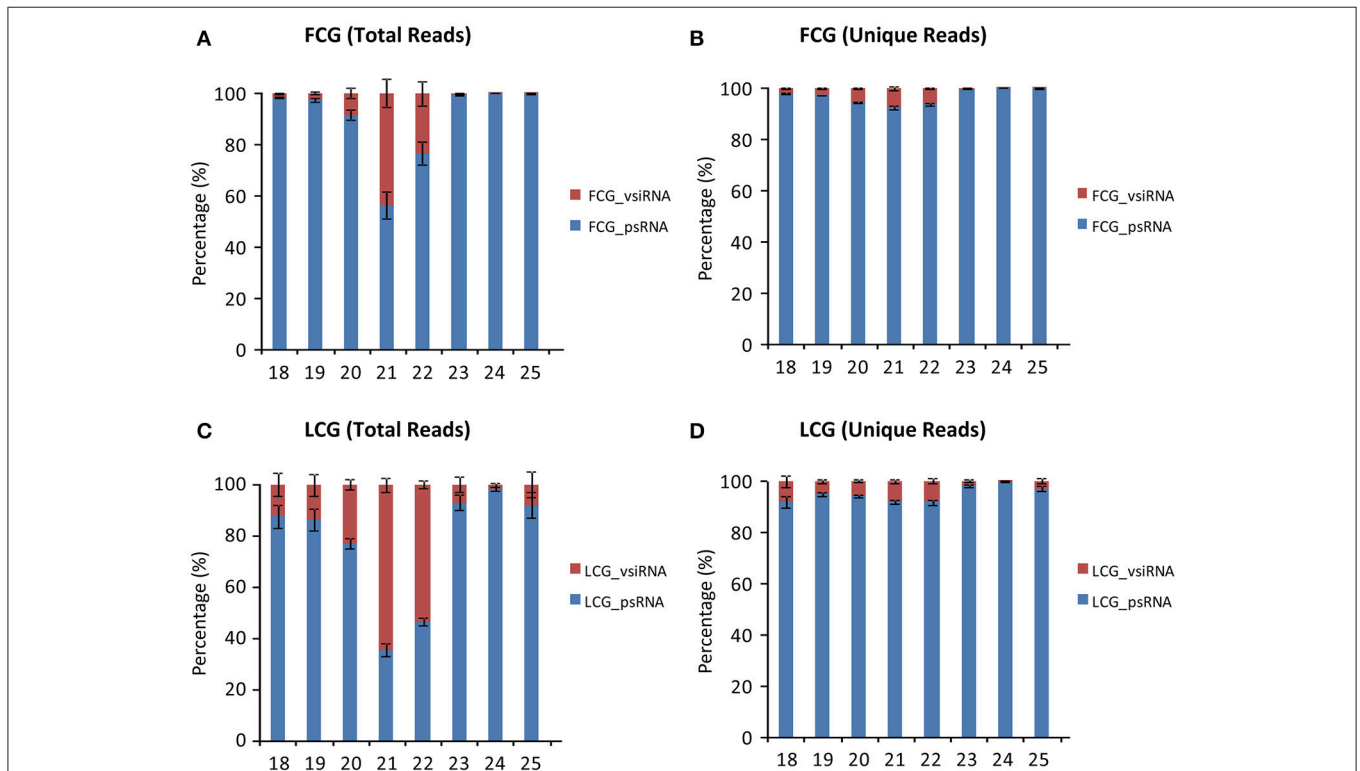 A FCG (Total Reads)
Percentage (%)
100
80
60
40
20
0
18 19 20 21 22 23 24 25
FCG_vsiRNA
FCG_psRNA
B FCG (Unique Reads)
Percentage (%)
100
80
60
40
20
0
18 19 20 21 22 23 24 25
FCG_vsiRNA
FCG_psRNA
C LCG (Total Reads)
Percentage (%)
100
80
60
40
20
0
18 19 20 21 22 23 24 25
LCG_vsiRNA
LCG_psRNA
D LCG (Unique Reads)
Percentage (%)
100
80
60
40
20
0
18 19 20 21 22 23 24 25
LCG_vsiRNA
LCG_psRNA